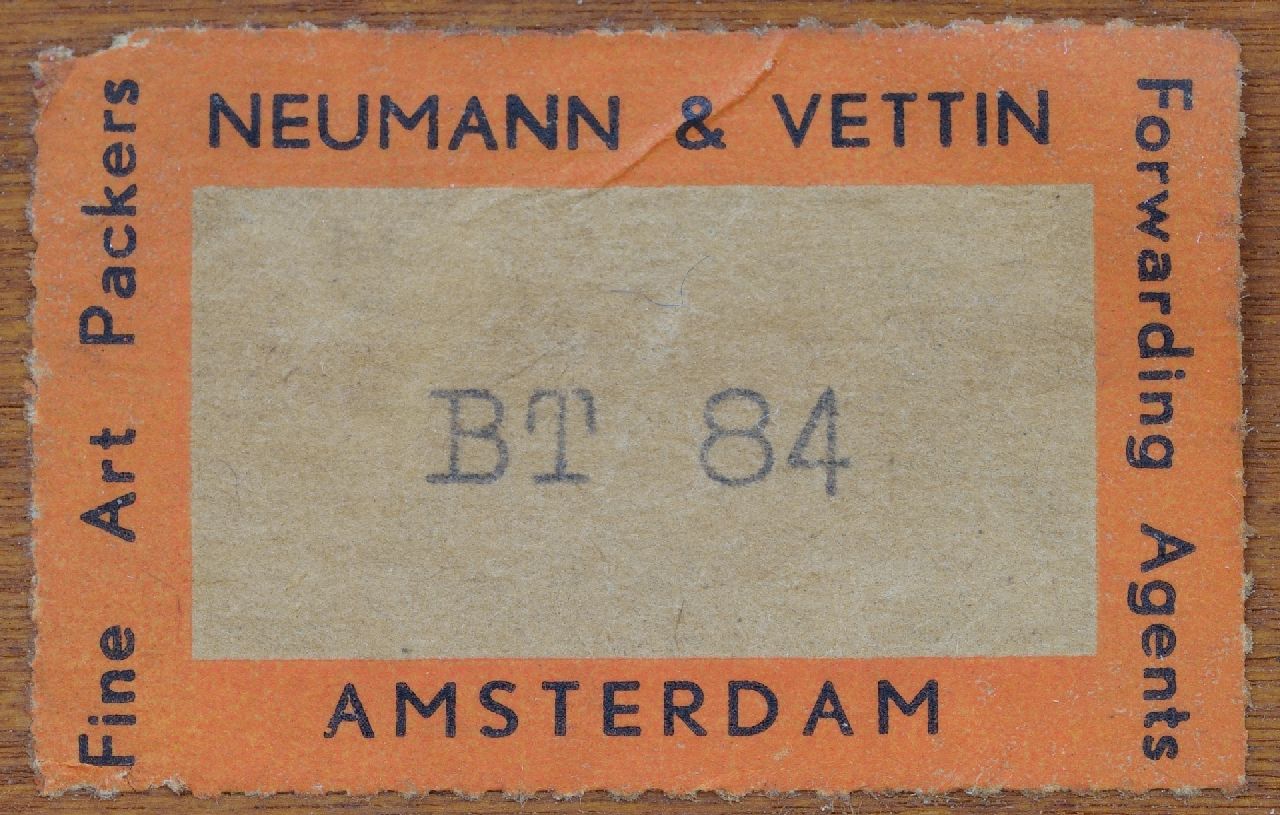 NEUMANN & VETTIN
Fine Art Packers
BT 84
Forwarding Agents
AMSTERDAM